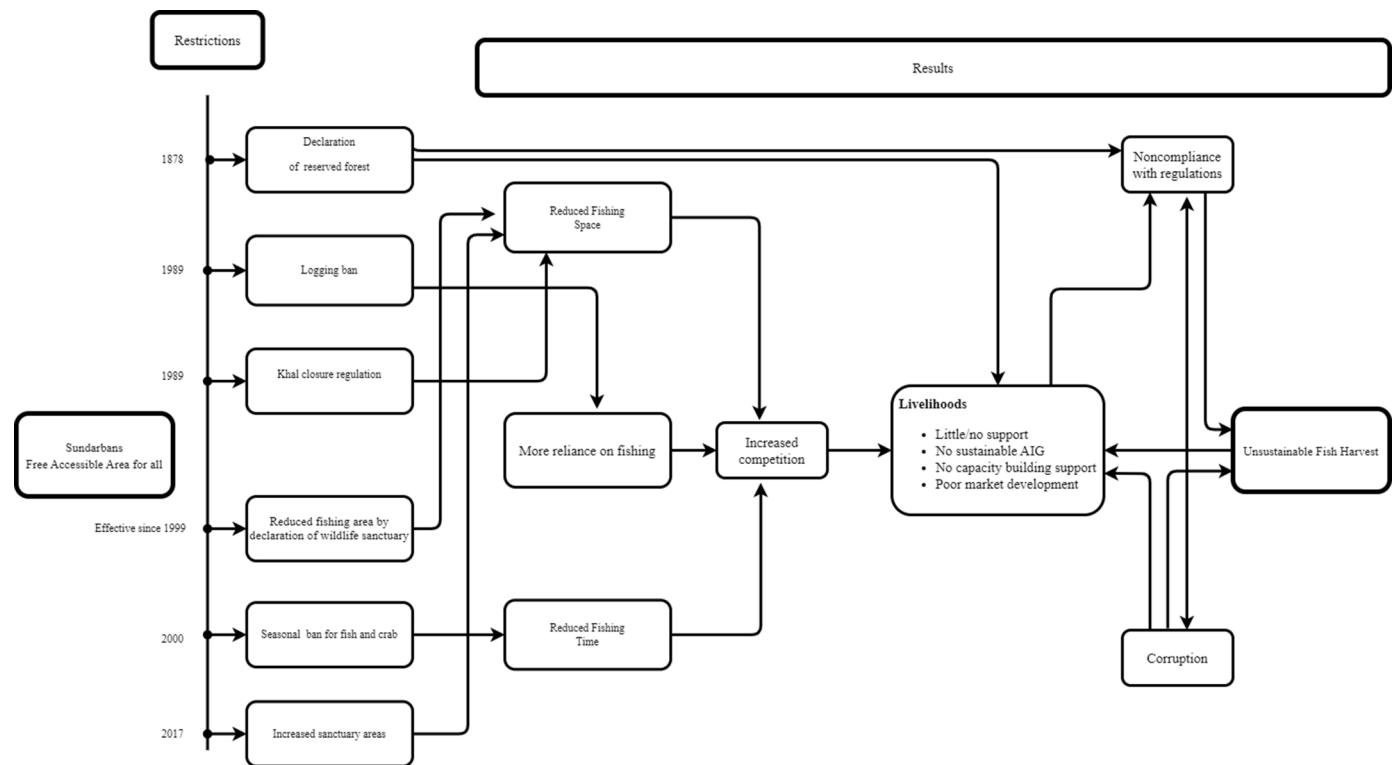 Restrictions
Results
1878
Declaration
of reserved forest
Noncompliance
with regulations
Reduced Fishing
Space
1989
Logging ban
1989
Khal closure regulation
Livelihoods
• Little/no support
• No sustainable AIG
• No capacity building support
• Poor market development
Sundarbans
Free Accessible Area for all
More reliance on fishing
Increased
competition
Unsustainable Fish Harvest
Effective since 1999
Reduced fishing area by
declaration of wildlife sanctuary
2000
Seasonal ban for fish and crab
Reduced Fishing
Time
Corruption
2017
Increased sanctuary areas